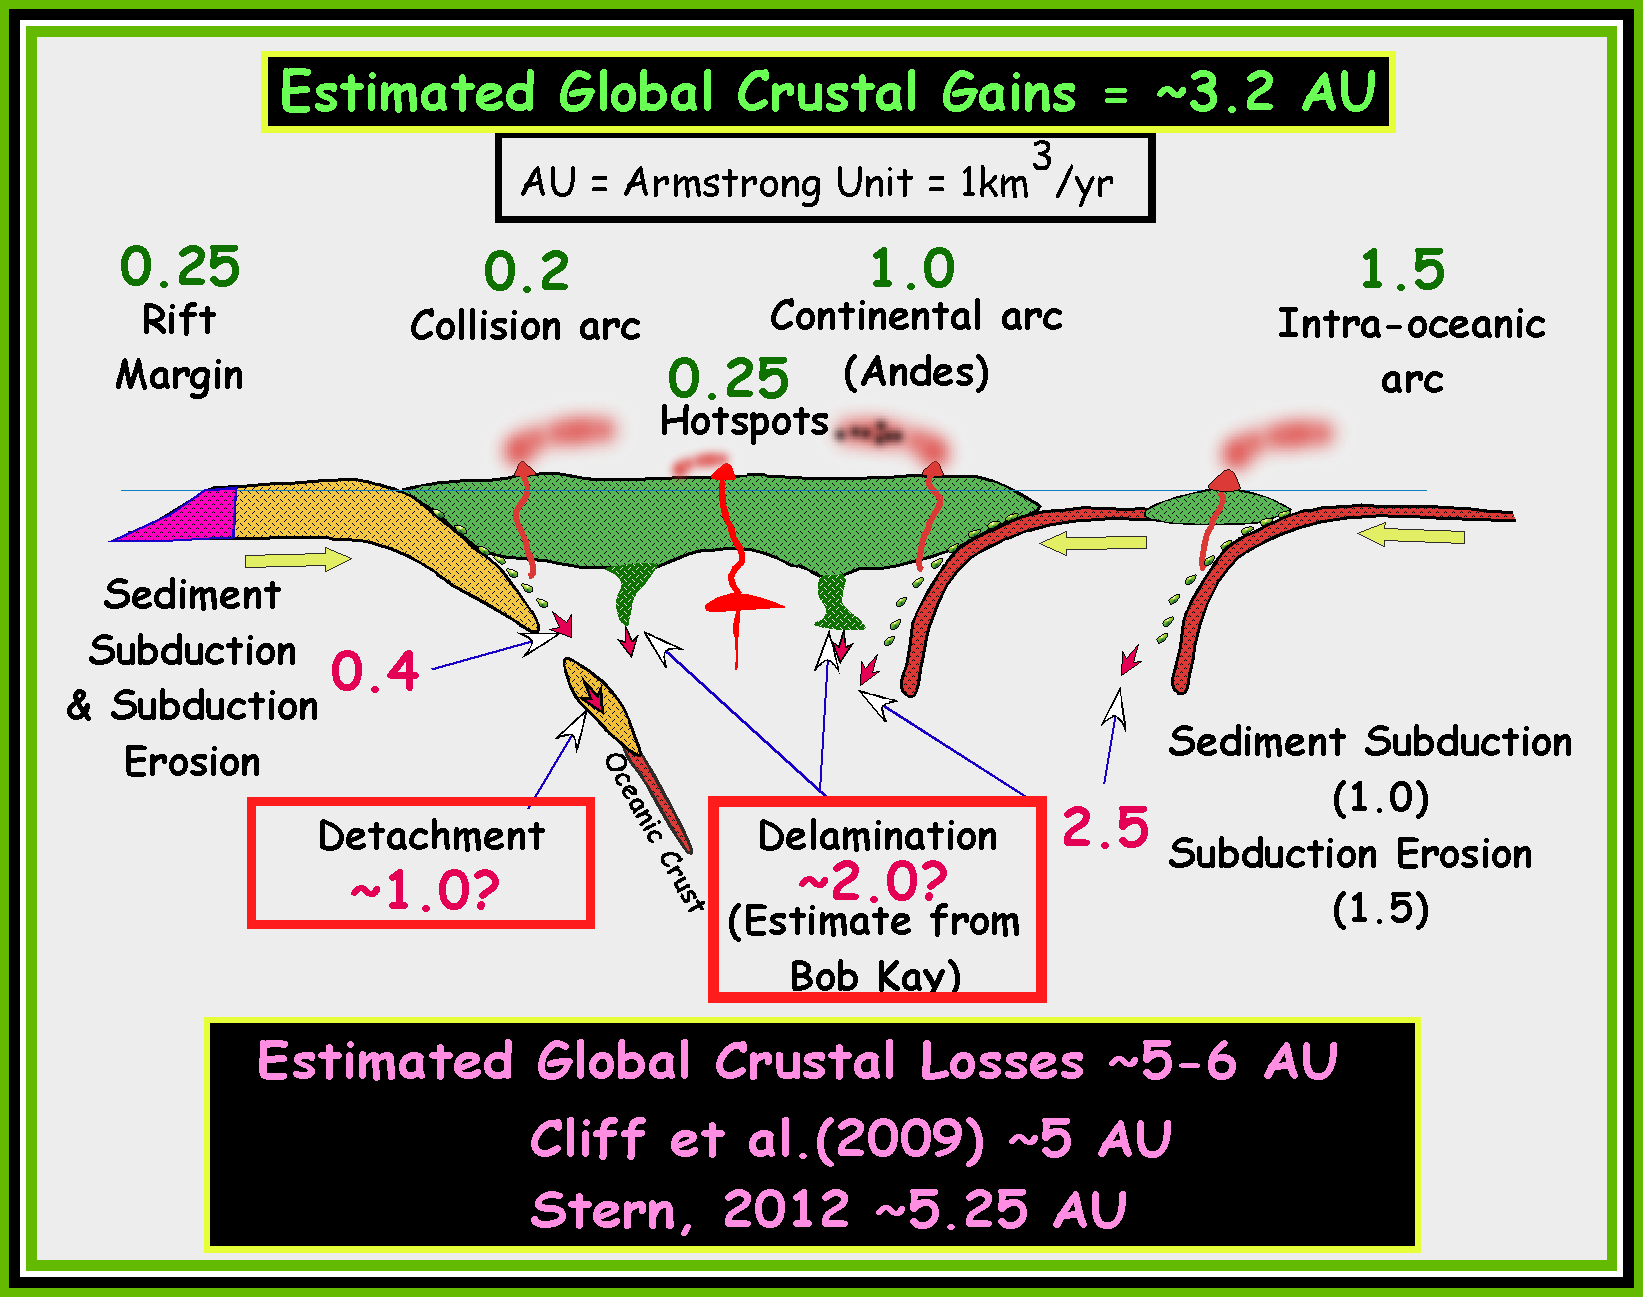 Estimated Global Crustal Gains = ~3.2 AU
AU = Armstrong Unit = 1km³/yr
0.25
Rift
Margin
0.2
Collision arc
0.25
Hotspots
1.0
Continental arc
(Andes)
1.5
Intra-oceanic
arc
Sediment
Subduction
& Subduction
Erosion
0.4
Detachment
~1.0?
Oceanic Crust
Delamination
~2.0?
(Estimate from
Bob Kay)
2.5
Sediment Subduction
(1.0)
Subduction Erosion
(1.5)
Estimated Global Crustal Losses ~5-6 AU
Cliff et al.(2009) ~5 AU
Stern, 2012 ~5.25 AU